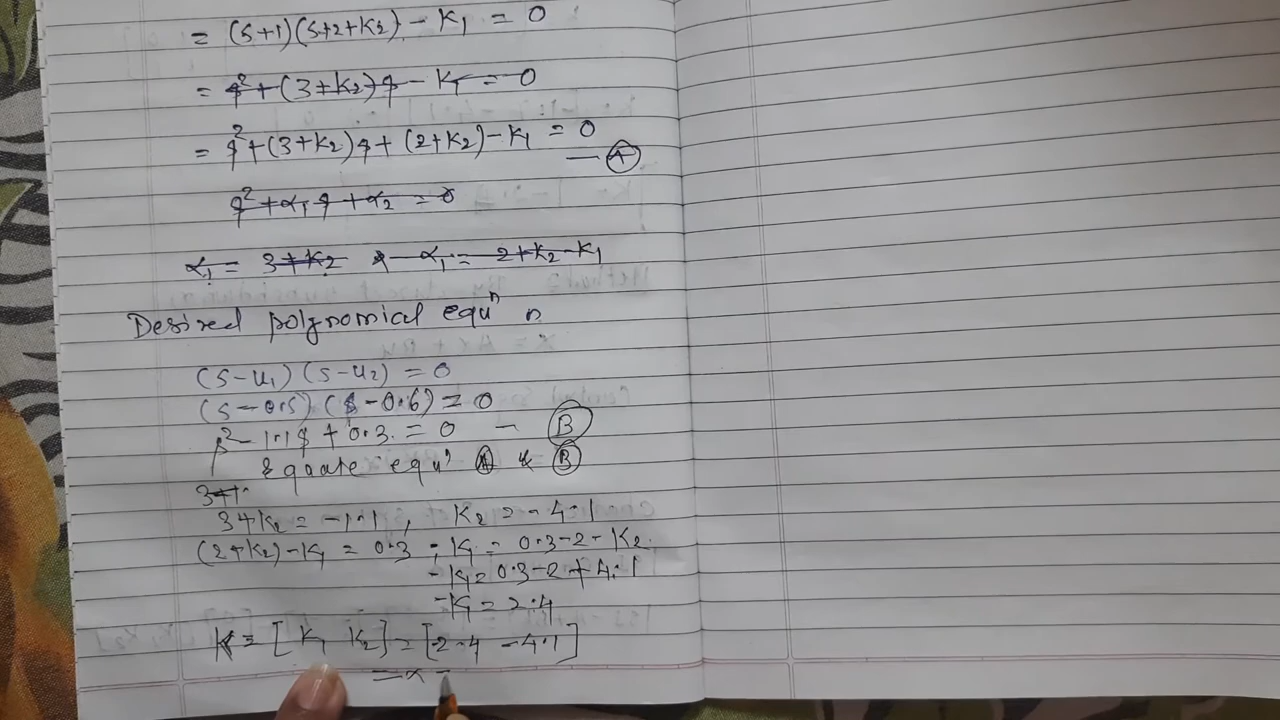 = (s+1)(s+2+K₂) - K₁ = 0
= s² + (3+K₂)s - K₁ = 0
= s² + (3+K₂)s + (2+K₂) - K₁ = 0 — Ⓐ
s² + α₁ s + α₂ = 0
α₁ = 3+K₂ & α₁ = 2+K₂-K₁
Desired polynomial equⁿ n
(s-u₁) (s-u₂) = 0
(s-0.5) (s-0.6) = 0
s² - 1.1s + 0.3 = 0 — Ⓑ
Equate equⁿ Ⓐ & Ⓑ
3+1
3+K₂ = -1.1 , K₂ = -4.1
(2+K₂)-K₁ = 0.3 ; -K₁ = 0.3-2-K₂
-K₁ = 0.3-2+4.1
-K₁ = 2.4
K = [K₁ K₂] = [-2.4 -4.1]